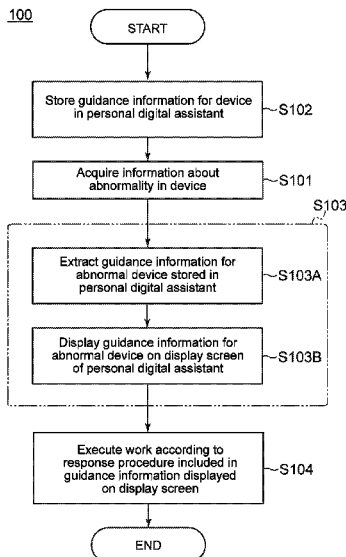 100
START
Store guidance information for device
in personal digital assistant
S102
Acquire information about
abnormality in device
S101
S103
Extract guidance information for
abnormal device stored in
personal digital assistant
S103A
Display guidance information for
abnormal device on display screen
of personal digital assistant
S103B
Execute work according to
response procedure included in
guidance information displayed
on display screen
S104
END